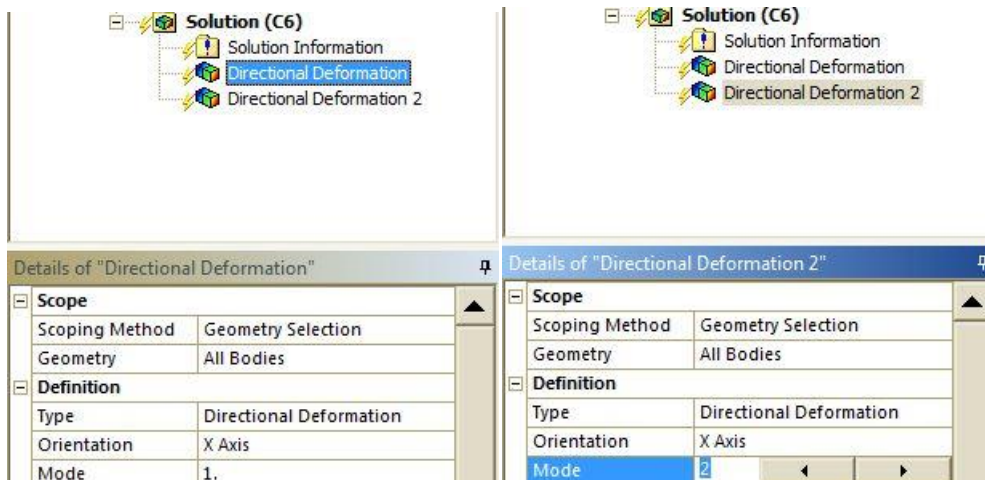 Solution (C6)
Solution Information
Directional Deformation
Directional Deformation 2
Details of "Directional Deformation"
Scope
Scoping Method Geometry Selection
Geometry All Bodies
Definition
Type Directional Deformation
Orientation X Axis
Mode 1.
Solution (C6)
Solution Information
Directional Deformation
Directional Deformation 2
Details of "Directional Deformation 2"
Scope
Scoping Method Geometry Selection
Geometry All Bodies
Definition
Type Directional Deformation
Orientation X Axis
Mode 2